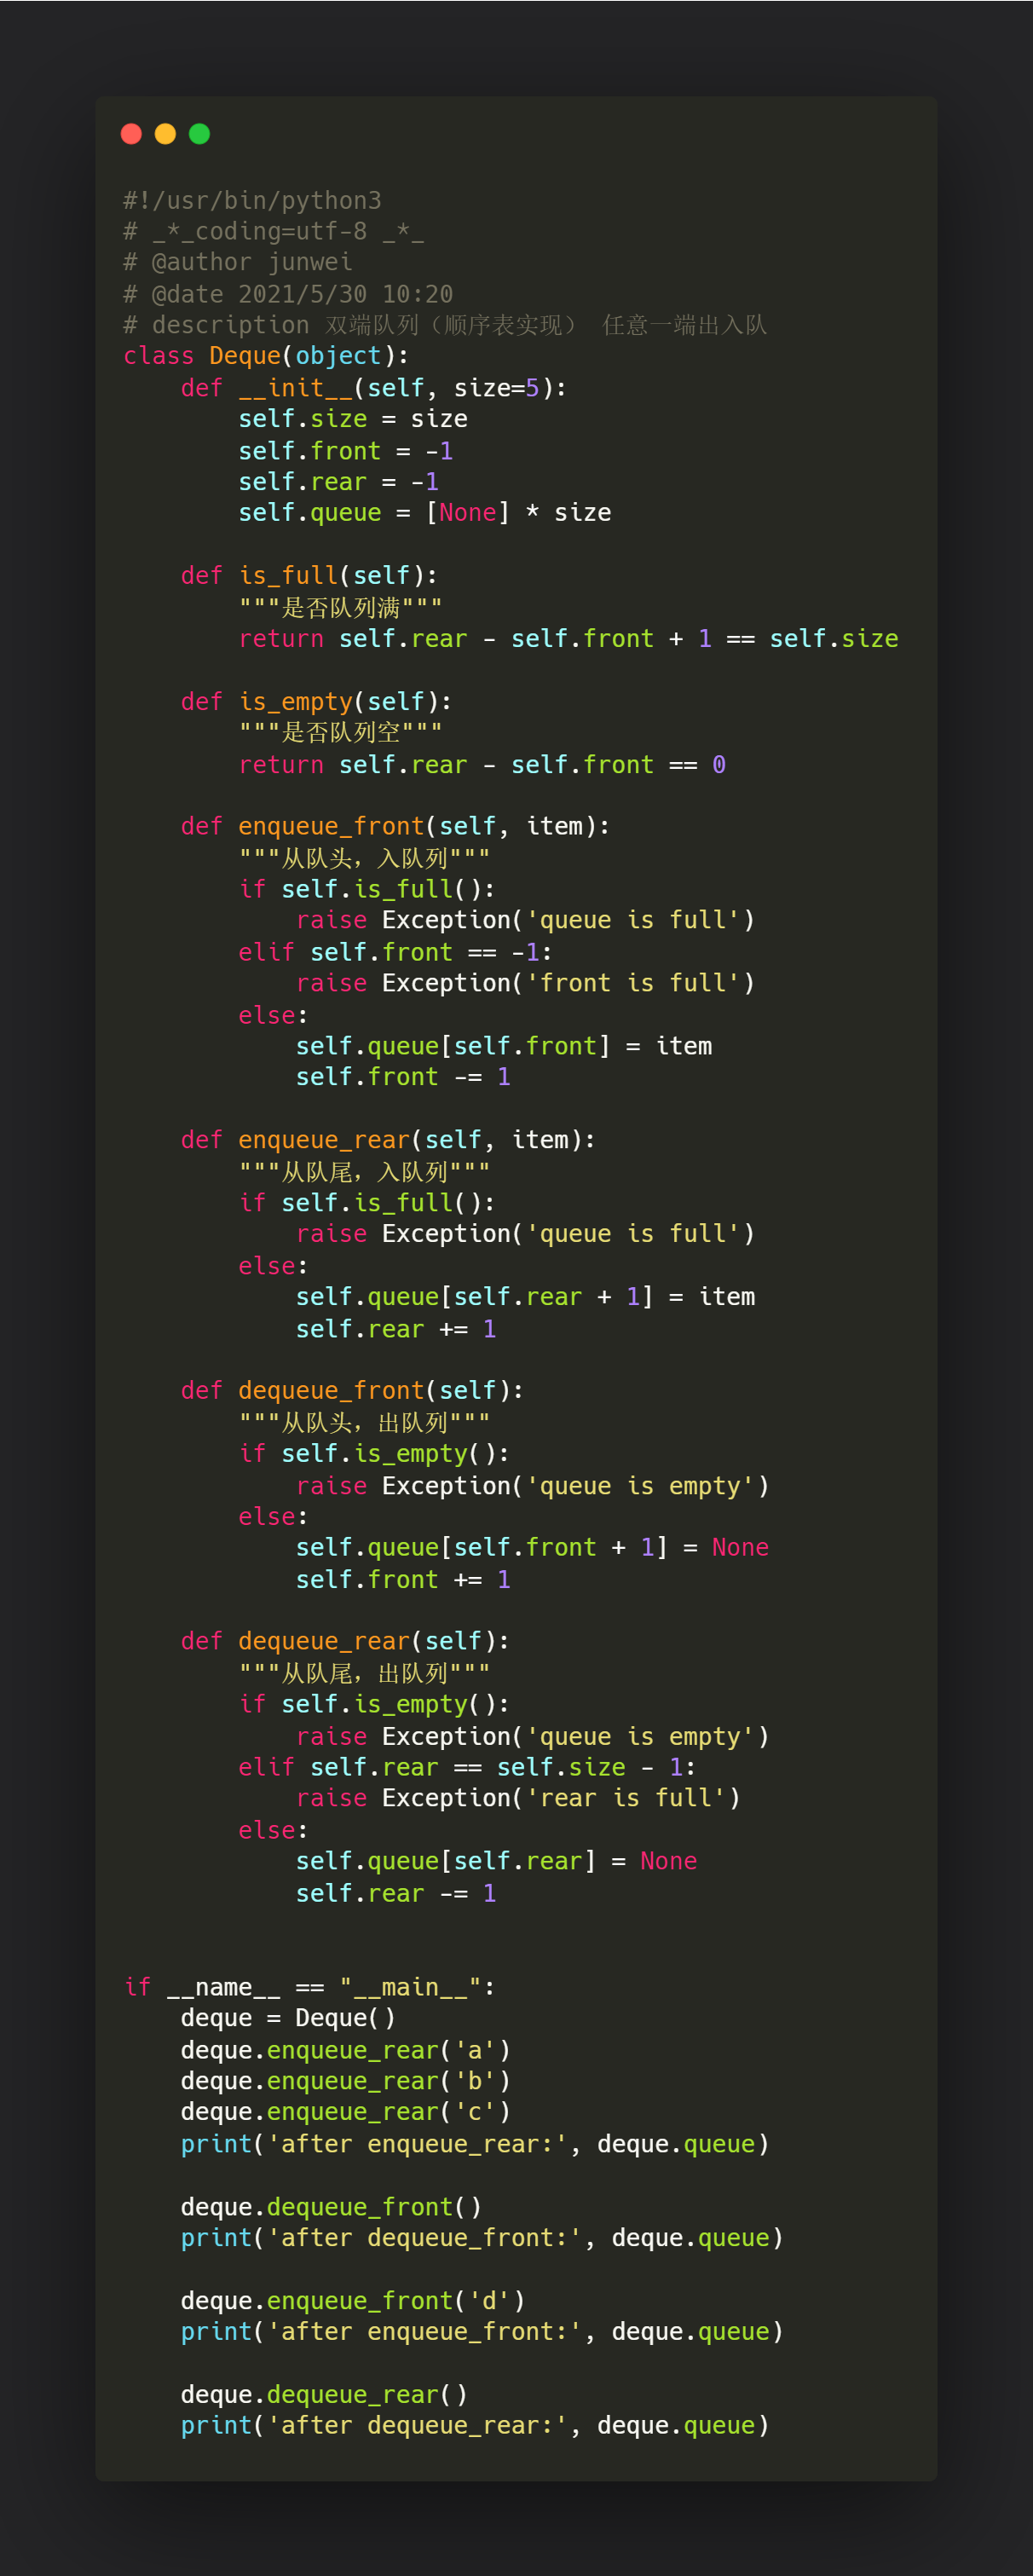 #!/usr/bin/python3
# _*_coding=utf-8 _*_
# @author junwei
# @date 2021/5/30 10:20
# description 双端队列（顺序表实现） 任意一端出入队
class Deque(object):
    def __init__(self, size=5):
        self.size = size
        self.front = -1
        self.rear = -1
        self.queue = [None] * size

    def is_full(self):
        """是否队列满"""
        return self.rear - self.front + 1 == self.size

    def is_empty(self):
        """是否队列空"""
        return self.rear - self.front == 0

    def enqueue_front(self, item):
        """从队头，入队列"""
        if self.is_full():
            raise Exception('queue is full')
        elif self.front == -1:
            raise Exception('front is full')
        else:
            self.queue[self.front] = item
            self.front -= 1

    def enqueue_rear(self, item):
        """从队尾，入队列"""
        if self.is_full():
            raise Exception('queue is full')
        else:
            self.queue[self.rear + 1] = item
            self.rear += 1

    def dequeue_front(self):
        """从队头，出队列"""
        if self.is_empty():
            raise Exception('queue is empty')
        else:
            self.queue[self.front + 1] = None
            self.front += 1

    def dequeue_rear(self):
        """从队尾，出队列"""
        if self.is_empty():
            raise Exception('queue is empty')
        elif self.rear == self.size - 1:
            raise Exception('rear is full')
        else:
            self.queue[self.rear] = None
            self.rear -= 1


if __name__ == "__main__":
    deque = Deque()
    deque.enqueue_rear('a')
    deque.enqueue_rear('b')
    deque.enqueue_rear('c')
    print('after enqueue_rear:', deque.queue)

    deque.dequeue_front()
    print('after dequeue_front:', deque.queue)

    deque.enqueue_front('d')
    print('after enqueue_front:', deque.queue)

    deque.dequeue_rear()
    print('after dequeue_rear:', deque.queue)